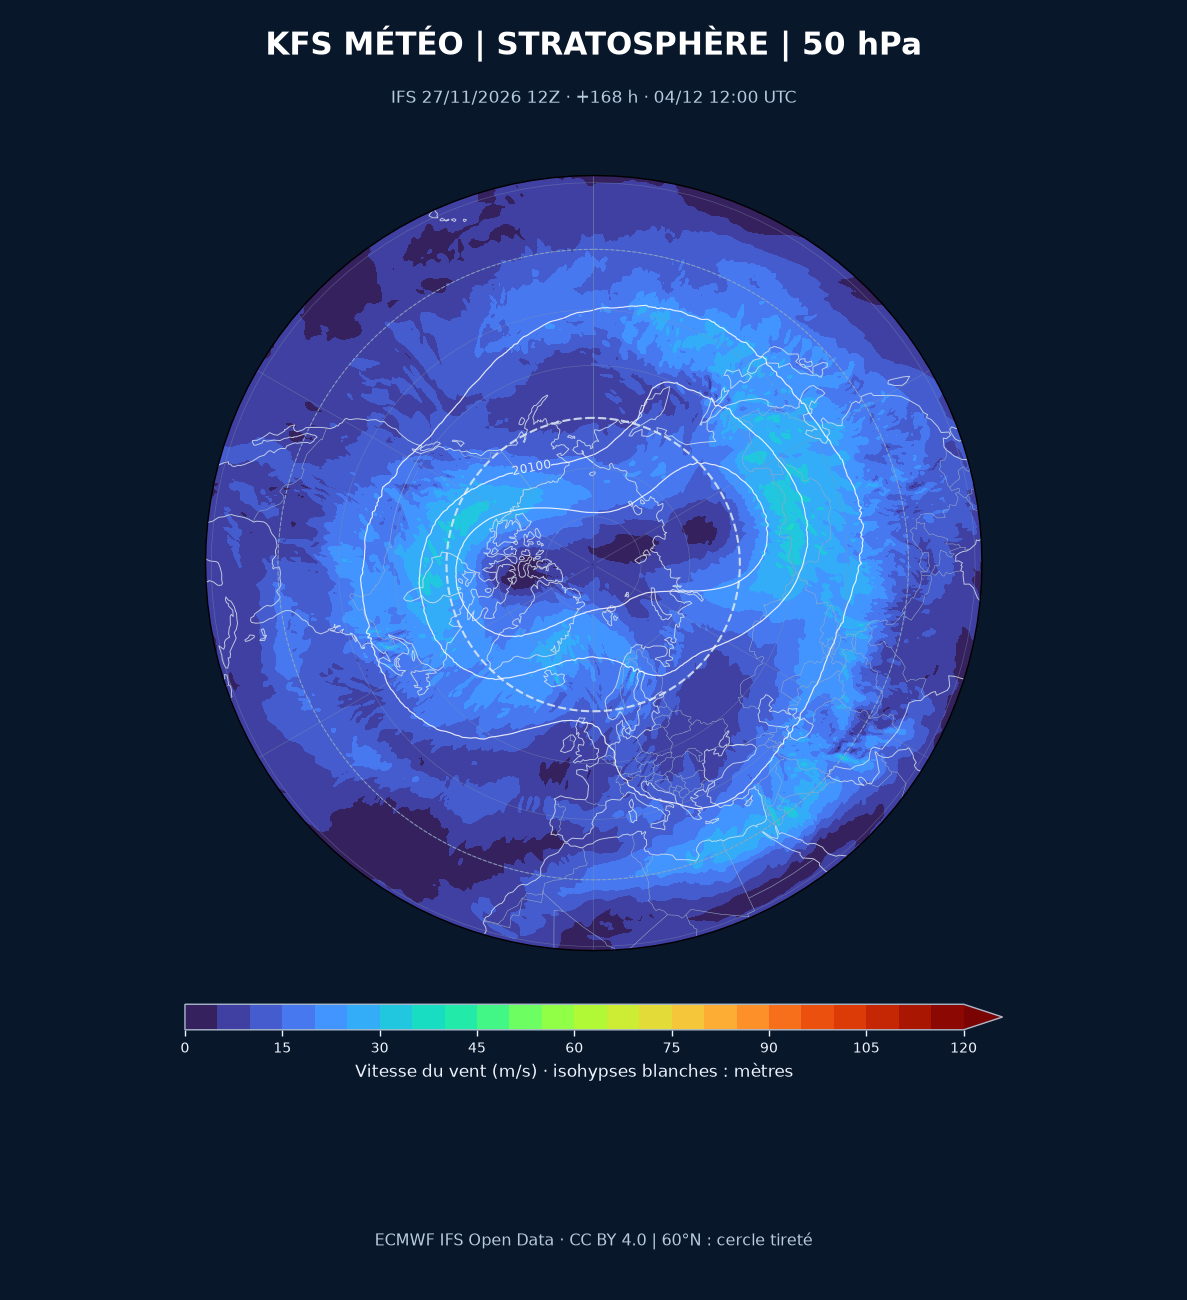 KFS MÉTÉO | STRATOSPHÈRE | 50 hPa
IFS 27/11/2026 12Z · +168 h · 04/12 12:00 UTC
20100
0 15 30 45 60 75 90 105 120
Vitesse du vent (m/s) · isohypses blanches : mètres
ECMWF IFS Open Data · CC BY 4.0 | 60°N : cercle tireté